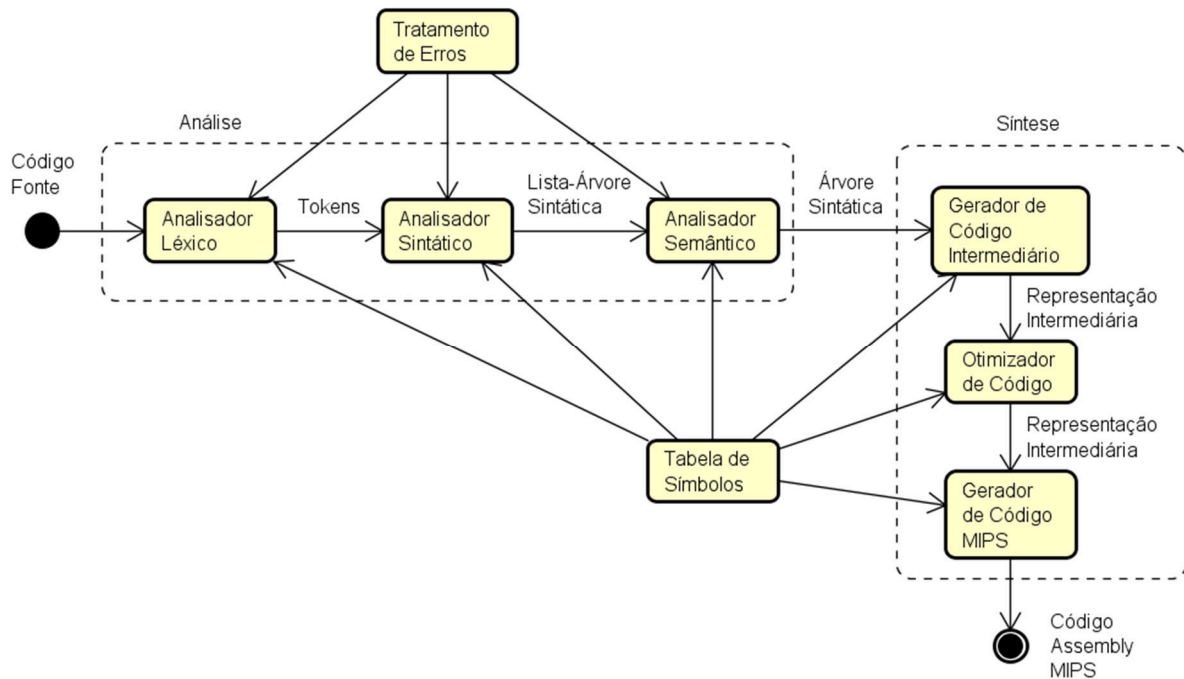 Tratamento
de Erros
Análise
Síntese
Código
Fonte
Analisador
Léxico
Tokens
Analisador
Sintático
Lista-Árvore
Sintática
Analisador
Semântico
Árvore
Sintática
Gerador de
Código
Intermediário
Representação
Intermediária
Otimizador
de Código
Representação
Intermediária
Tabela de
Símbolos
Gerador
de Código
MIPS
Código
Assembly
MIPS